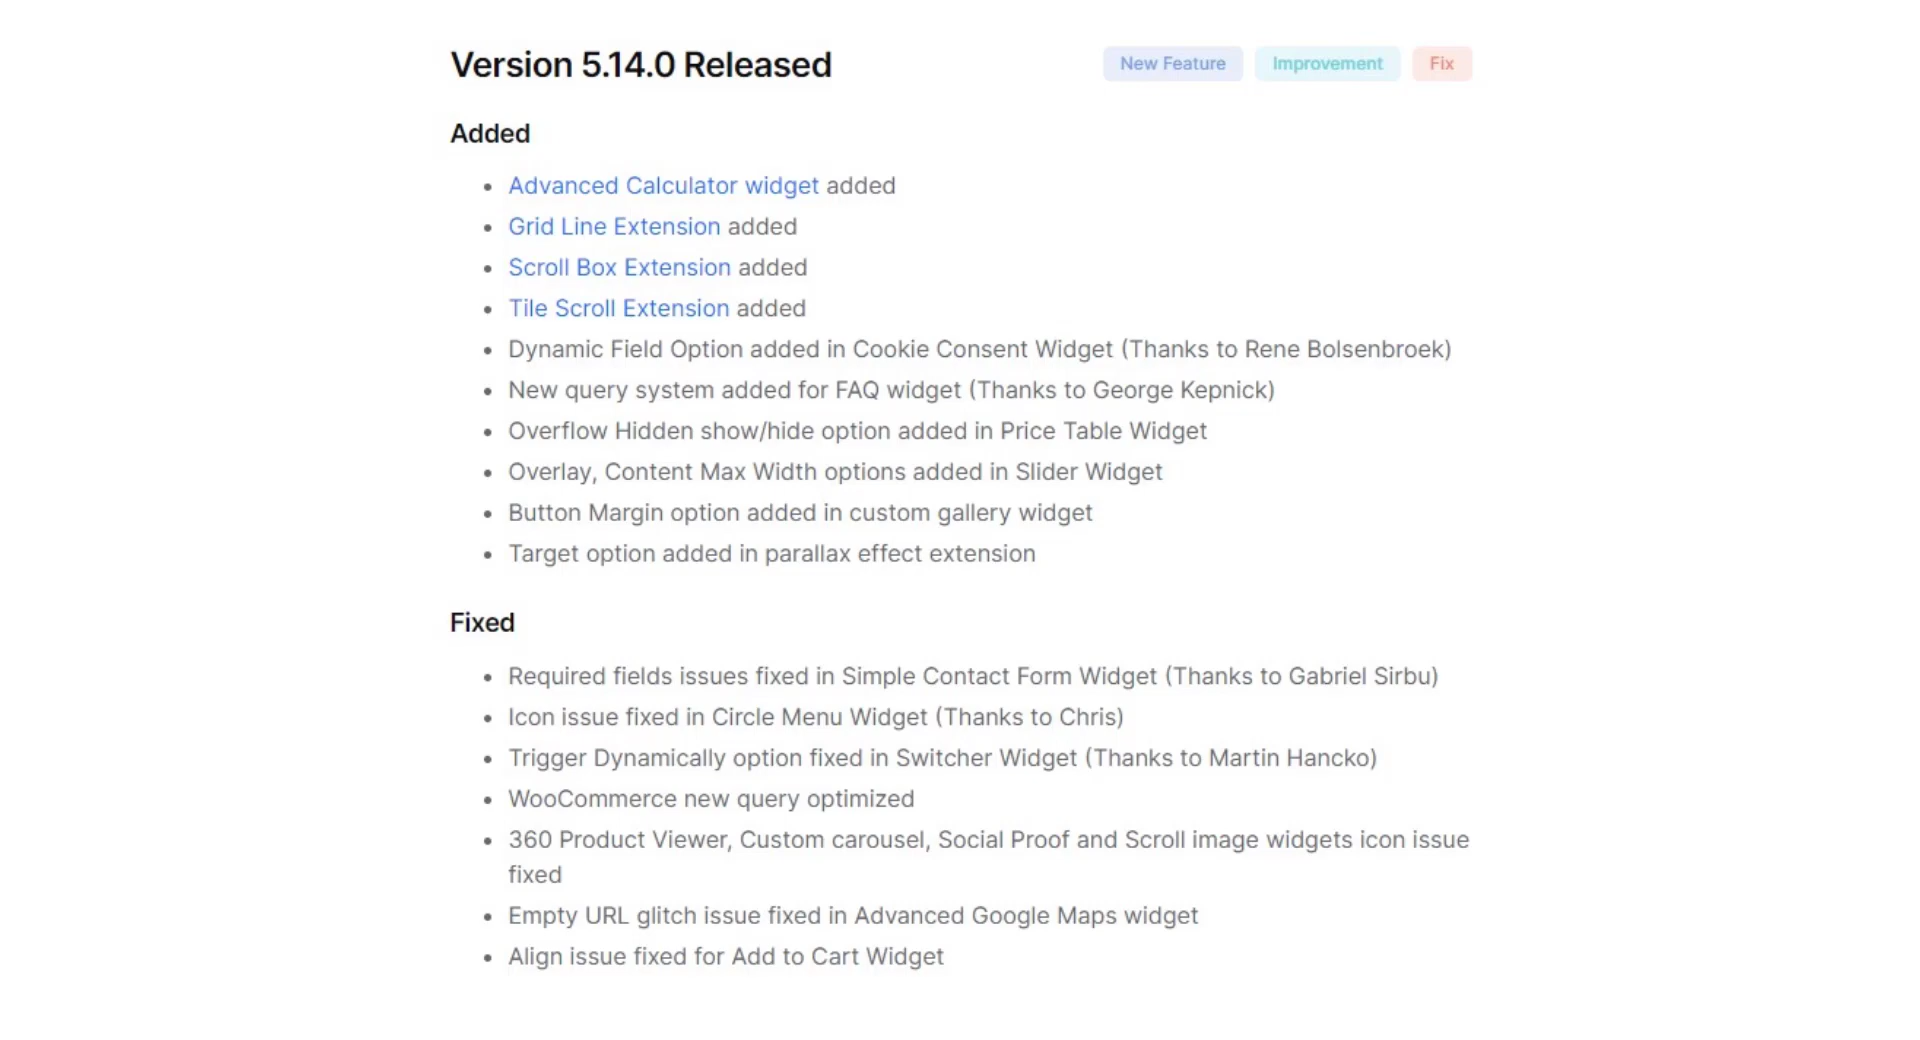 Version 5.14.0 Released
New Feature
Improvement
Fix
Added
Advanced Calculator widget added
Grid Line Extension added
Scroll Box Extension added
Tile Scroll Extension added
Dynamic Field Option added in Cookie Consent Widget (Thanks to Rene Bolsenbroek)
New query system added for FAQ widget (Thanks to George Kepnick)
Overflow Hidden show/hide option added in Price Table Widget
Overlay, Content Max Width options added in Slider Widget
Button Margin option added in custom gallery widget
Target option added in parallax effect extension
Fixed
Required fields issues fixed in Simple Contact Form Widget (Thanks to Gabriel Sirbu)
Icon issue fixed in Circle Menu Widget (Thanks to Chris)
Trigger Dynamically option fixed in Switcher Widget (Thanks to Martin Hancko)
WooCommerce new query optimized
360 Product Viewer, Custom carousel, Social Proof and Scroll image widgets icon issue
fixed
Empty URL glitch issue fixed in Advanced Google Maps widget
Align issue fixed for Add to Cart Widget